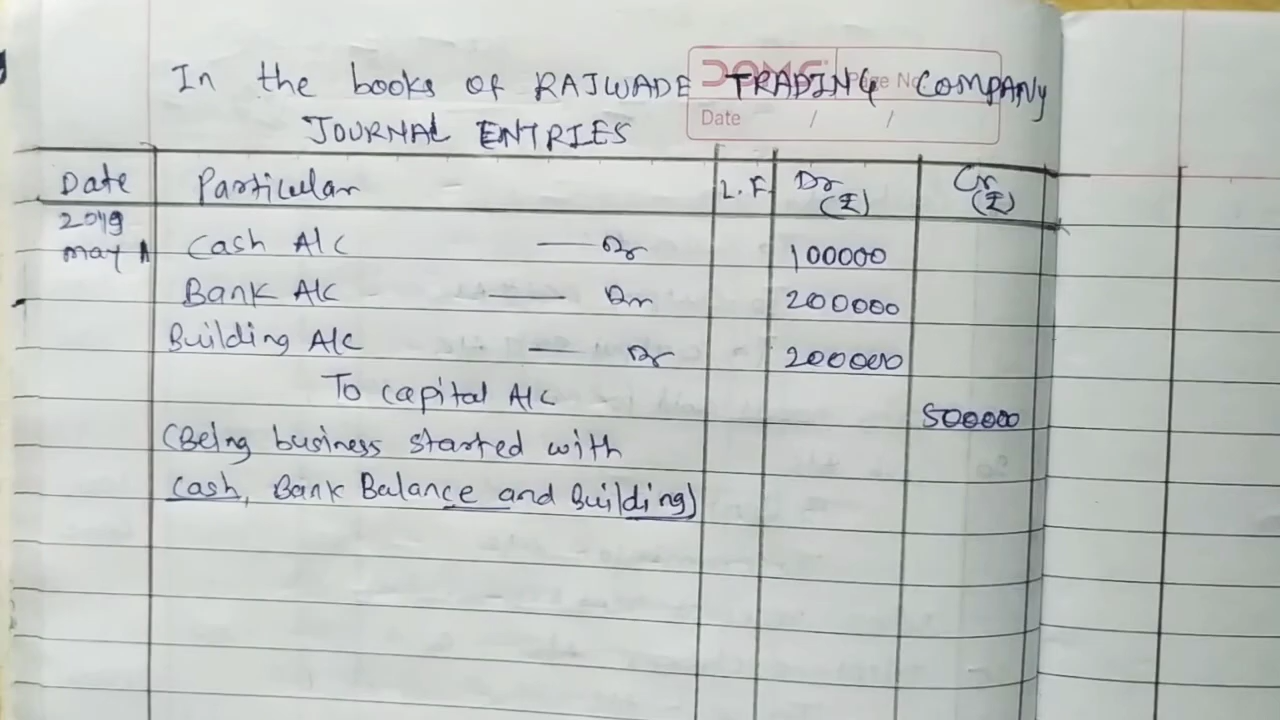 In the books of RAJWADE TRADING COMPANY
JOURNAL ENTRIES
Date / /
Date Particular L.F. Dr (₹) Cr (₹)
2019
May 1 Cash A/c — Dr 100000
Bank A/c — Dr 200000
Building A/c — Dr 200000
To capital A/c 500000
(Being business started with
cash, Bank Balance and Building)